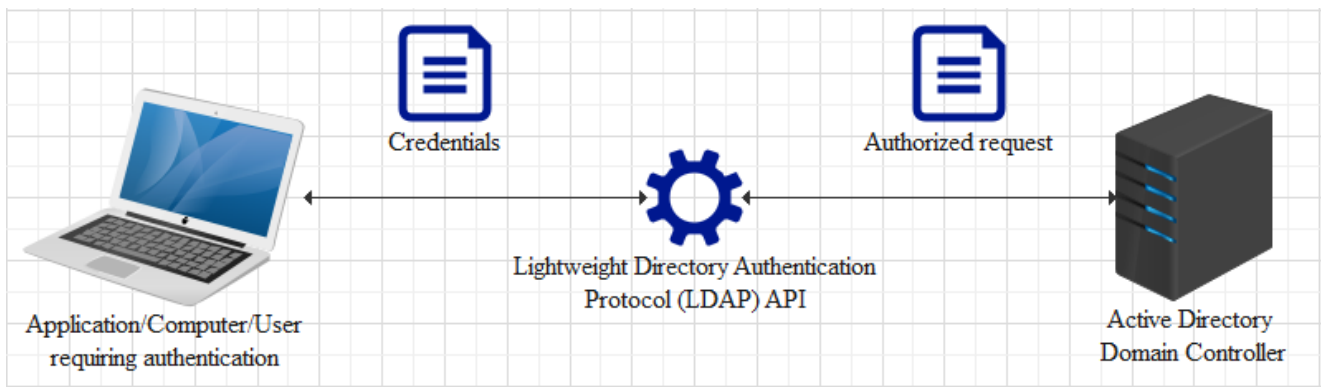 Credentials
Authorized request
Lightweight Directory Authentication
Protocol (LDAP) API
Application/Computer/User
requiring authentication
Active Directory
Domain Controller